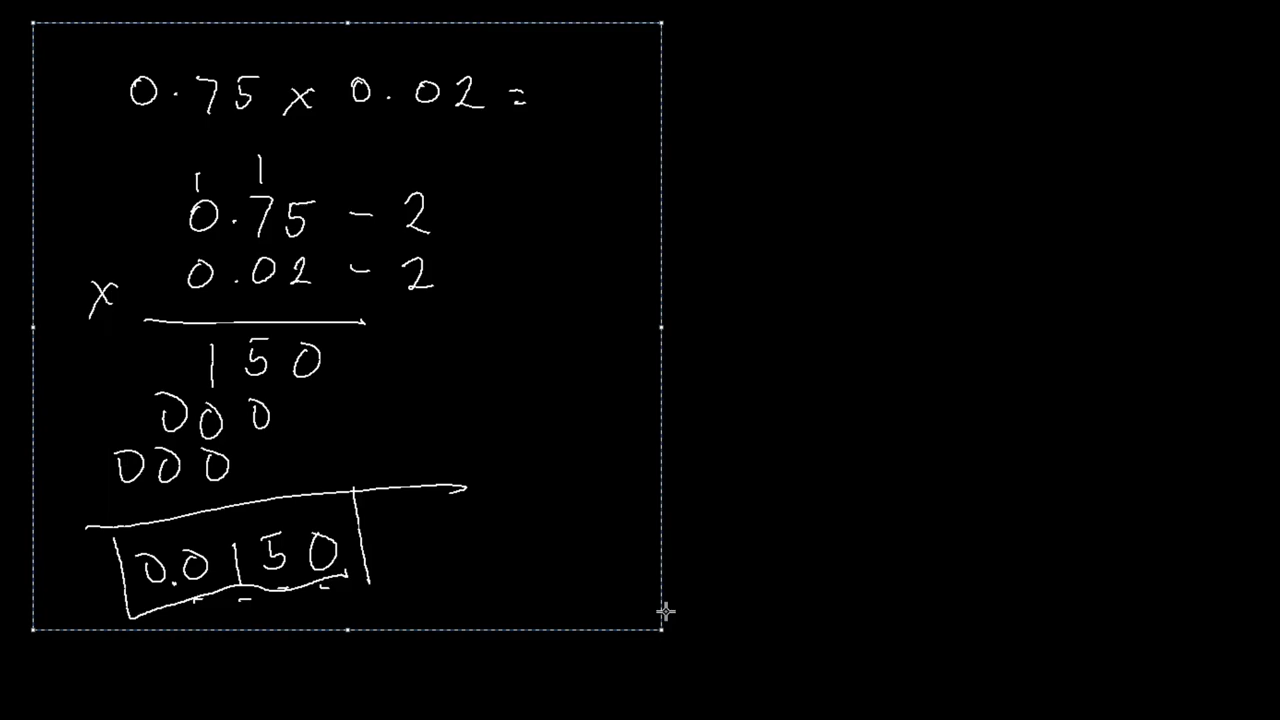 0.75 x 0.02 =
1 1
0.75 - 2
x 0.02 - 2
150
000
000
0.0150